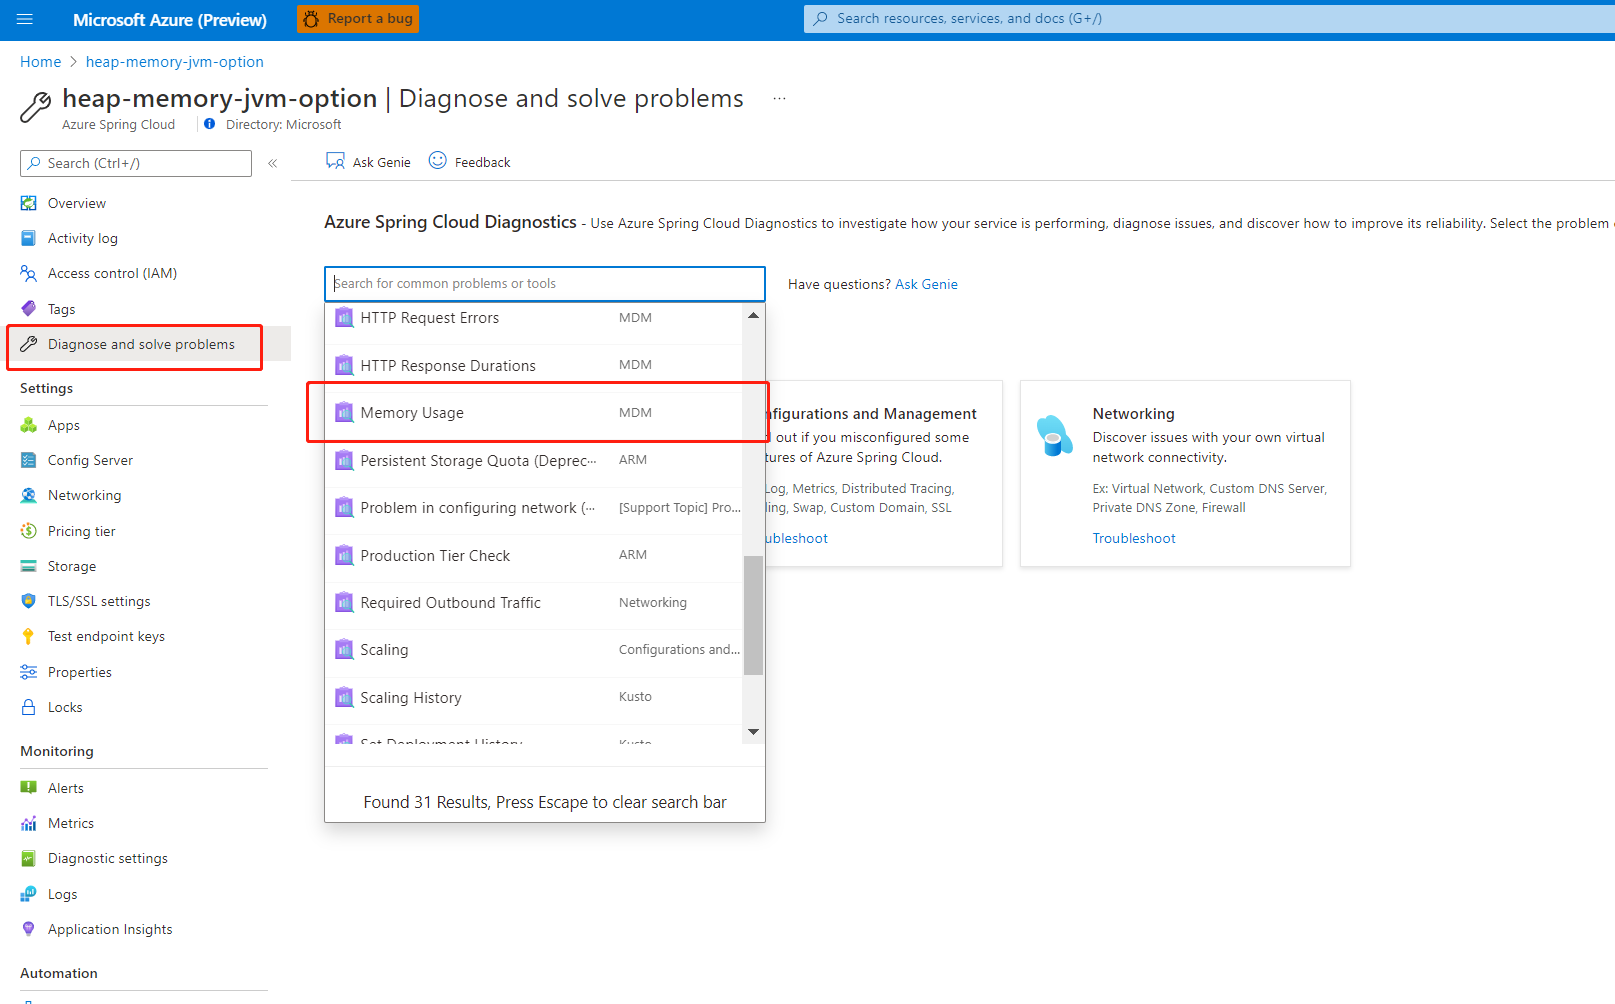 Microsoft Azure (Preview)
Report a bug
Search resources, services, and docs (G+/)
Home > heap-memory-jvm-option
heap-memory-jvm-option | Diagnose and solve problems ...
Azure Spring Cloud
Directory: Microsoft
Search (Ctrl+/)
«
Overview
Activity log
Access control (IAM)
Tags
Diagnose and solve problems
Settings
Apps
Config Server
Networking
Pricing tier
Storage
TLS/SSL settings
Test endpoint keys
Properties
Locks
Monitoring
Alerts
Metrics
Diagnostic settings
Logs
Application Insights
Automation
Ask Genie
Feedback
Azure Spring Cloud Diagnostics - Use Azure Spring Cloud Diagnostics to investigate how your service is performing, diagnose issues, and discover how to improve its reliability. Select the problem
Search for common problems or tools
Have questions? Ask Genie
HTTP Request Errors MDM
HTTP Response Durations MDM
Memory Usage MDM
Persistent Storage Quota (Deprec... ARM
Problem in configuring network (... [Support Topic] Pro...
Production Tier Check ARM
Required Outbound Traffic Networking
Scaling Configurations and...
Scaling History Kusto
Set Deployment History Kusto
Found 31 Results, Press Escape to clear search bar
nfigurations and Management
out if you misconfigured some
tures of Azure Spring Cloud.
Log, Metrics, Distributed Tracing,
ling, Swap, Custom Domain, SSL
ubleshoot
Networking
Discover issues with your own virtual
network connectivity.
Ex: Virtual Network, Custom DNS Server,
Private DNS Zone, Firewall
Troubleshoot